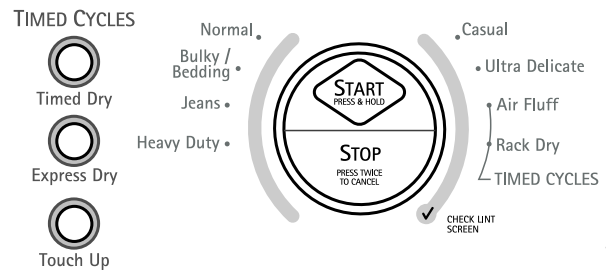 TIMED CYCLES
Timed Dry
Express Dry
Touch Up
Normal
Bulky /
Bedding
Jeans
Heavy Duty
START
PRESS & HOLD
STOP
PRESS TWICE
TO CANCEL
Casual
Ultra Delicate
Air Fluff
Rack Dry
TIMED CYCLES
CHECK LINT
SCREEN